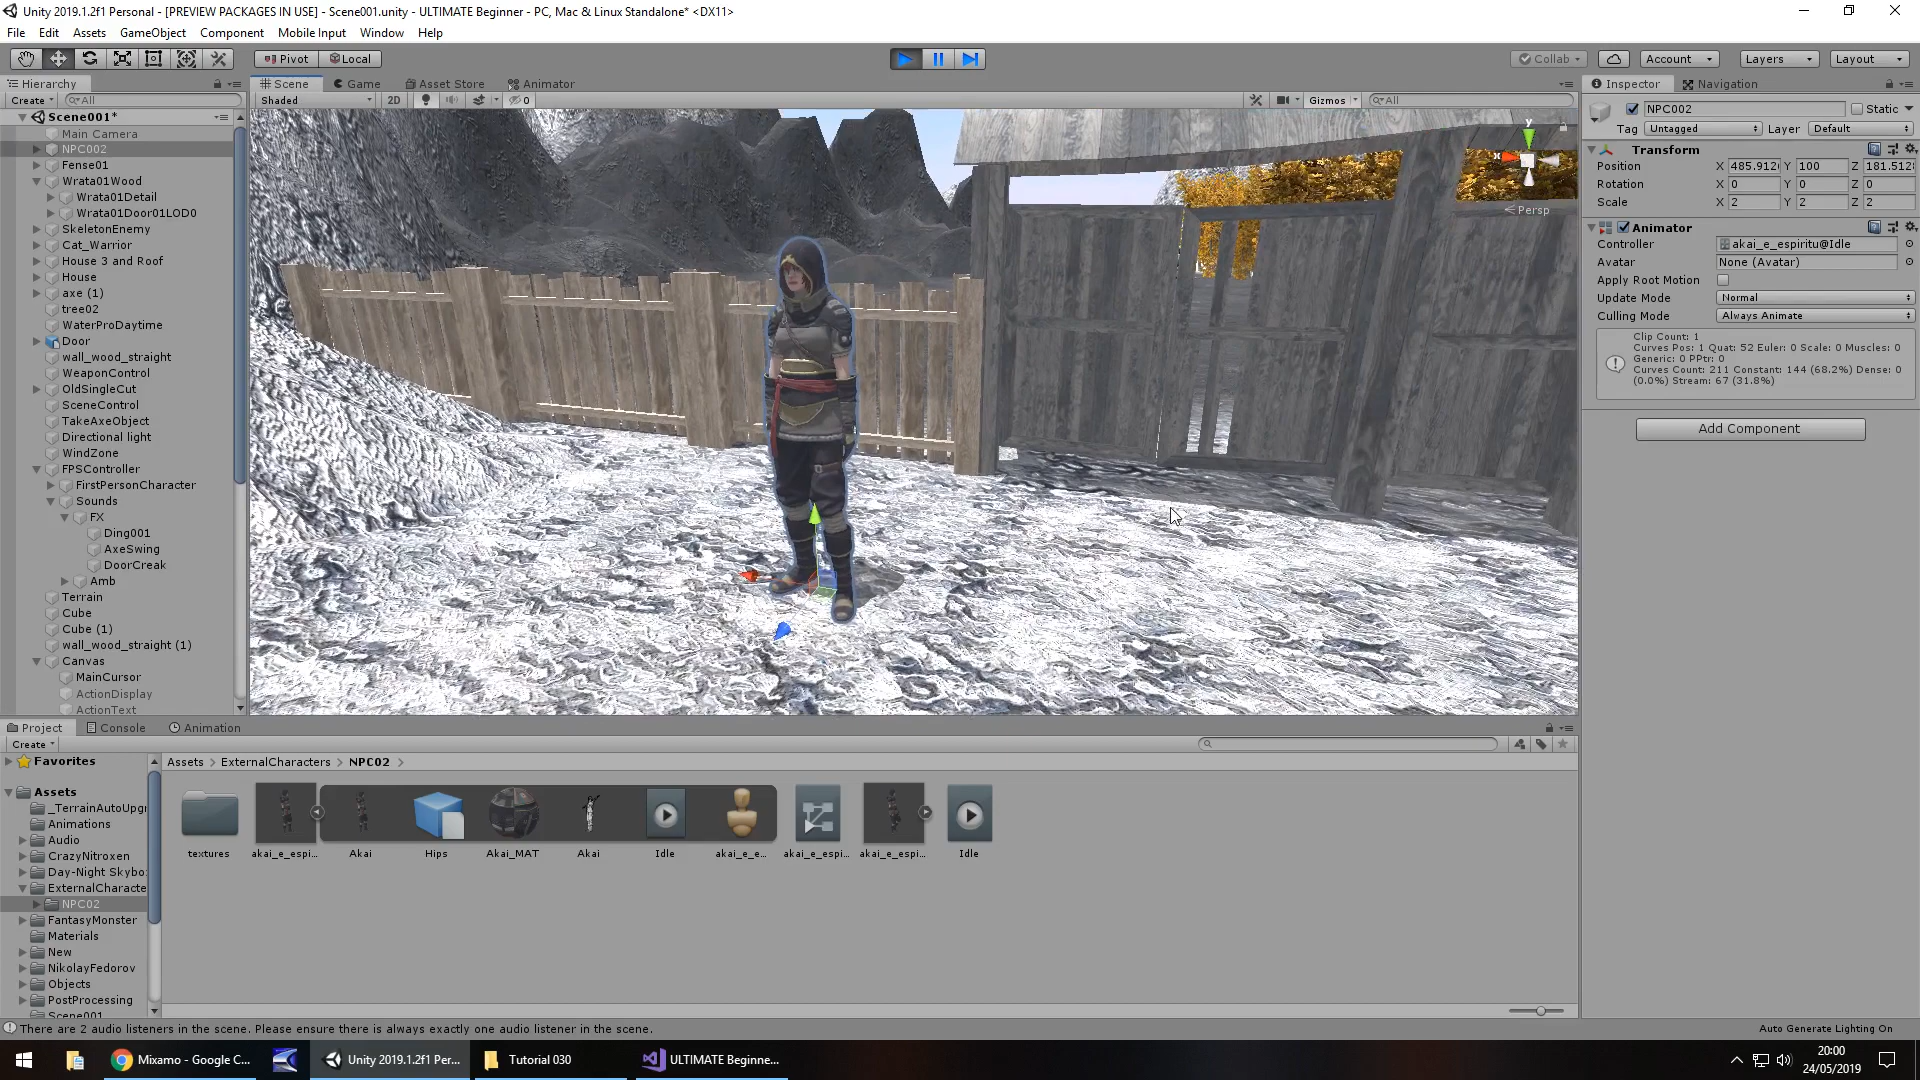 Unity 2019.1.2f1 Personal - [PREVIEW PACKAGES IN USE] - Scene001.unity - ULTIMATE Beginner - PC, Mac & Linux Standalone* <DX11>
File Edit Assets GameObject Component Mobile Input Window Help
Pivot Local Collab Account Layers Layout
Hierarchy Scene Game Asset Store Animator Inspector Navigation
Create All Shaded 2D 0 Gizmos All
Scene001*
Main Camera
NPC002
Fense01
Wrata01Wood
Wrata01Detail
Wrata01Door01LOD0
SkeletonEnemy
Cat_Warrior
House 3 and Roof
House
axe (1)
tree02
WaterProDaytime
Door
wall_wood_straight
WeaponControl
OldSingleCut
SceneControl
TakeAxeObject
Directional light
WindZone
FPSController
FirstPersonCharacter
Sounds
FX
Ding001
AxeSwing
DoorCreak
Amb
Terrain
Cube
Cube (1)
wall_wood_straight (1)
Canvas
MainCursor
ActionDisplay
ActionText
y
x
Persp
NPC002 Static
Tag Untagged Layer Default
Transform
Position X 485.912 Y 100 Z 181.512
Rotation X 0 Y 0 Z 0
Scale X 2 Y 2 Z 2
Animator
Controller akai_e_espiritu@Idle
Avatar None (Avatar)
Apply Root Motion
Update Mode Normal
Culling Mode Always Animate
Clip Count: 1
Curves Pos: 1 Quat: 52 Euler: 0 Scale: 0 Muscles: 0
Generic: 0 PPtr: 0
Curves Count: 211 Constant: 144 (68.2%) Dense: 0
(0.0%) Stream: 67 (31.8%)
Add Component
Project Console Animation
Create
Favorites
Assets
_TerrainAutoUpgr
Animations
Audio
CrazyNitroxen
Day-Night Skybo
ExternalCharacte
NPC02
FantasyMonster
Materials
New
NikolayFedorov
Objects
PostProcessing
Scene001
Assets > ExternalCharacters > NPC02 >
textures akai_e_espi... Akai Hips Akai_MAT Akai Idle akai_e_e... akai_e_espi... akai_e_espi... Idle
There are 2 audio listeners in the scene. Please ensure there is always exactly one audio listener in the scene.
Auto Generate Lighting On
Mixamo - Google C... Unity 2019.1.2f1 Per... Tutorial 030 ULTIMATE Beginne...
20:00
24/05/2019